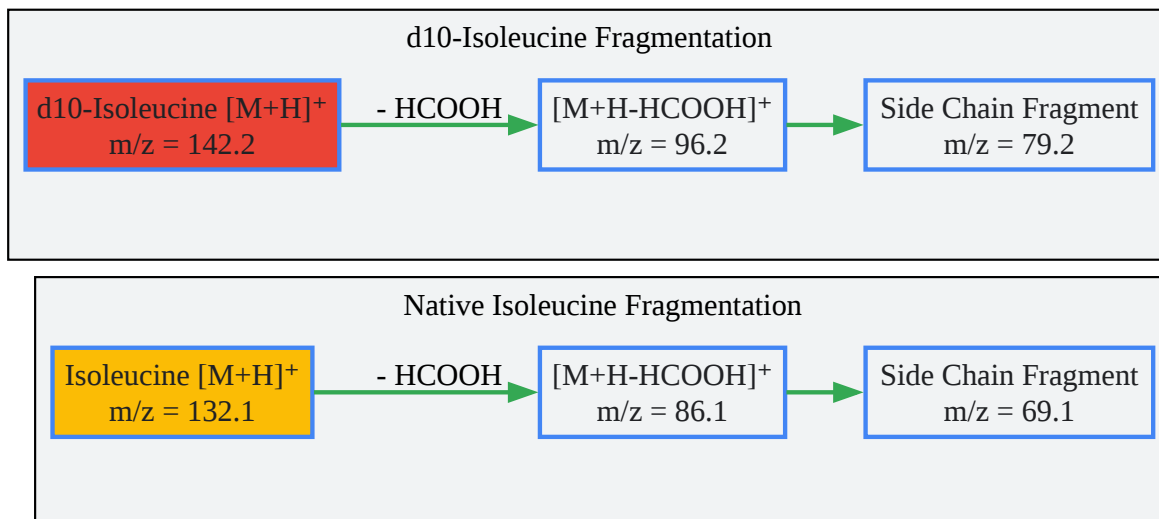 d10-Isoleucine Fragmentation
d10-Isoleucine [M+H]⁺
m/z = 142.2
- HCOOH
[M+H-HCOOH]⁺
m/z = 96.2
Side Chain Fragment
m/z = 79.2
Native Isoleucine Fragmentation
Isoleucine [M+H]⁺
m/z = 132.1
- HCOOH
[M+H-HCOOH]⁺
m/z = 86.1
Side Chain Fragment
m/z = 69.1